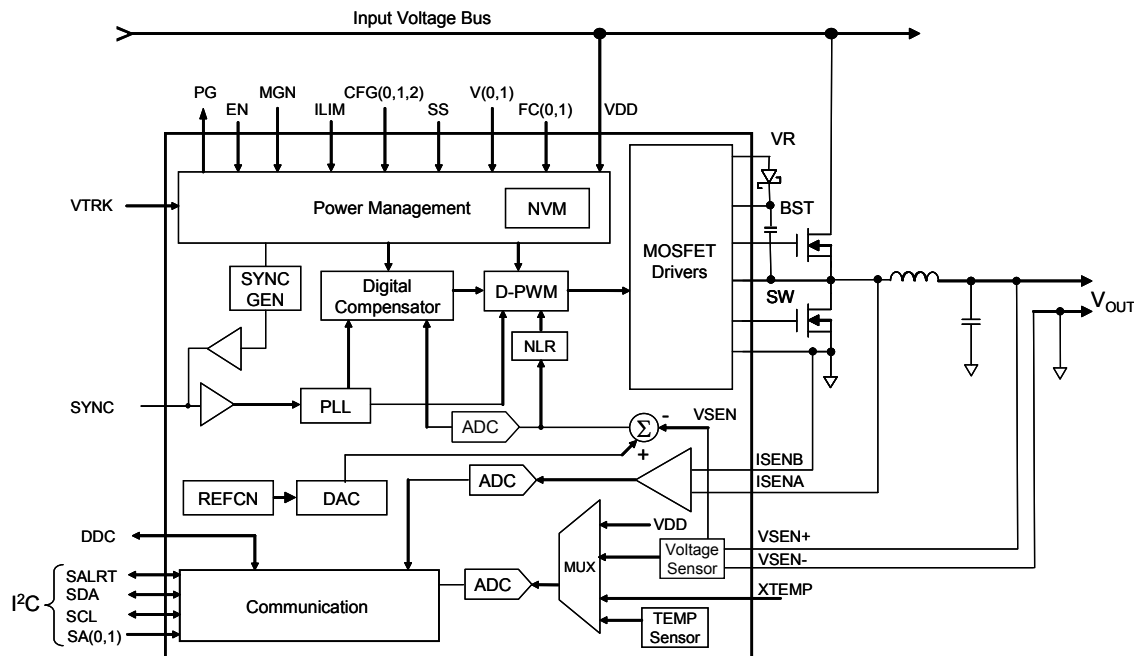 Input Voltage Bus
PG
EN
MGN
ILIM
CFG(0,1,2)
SS
V(0,1)
FC(0,1)
VDD
VR
VTRK
Power Management
NVM
BST
MOSFET
Drivers
SYNC
GEN
Digital
Compensator
D-PWM
SW
VOUT
NLR
SYNC
PLL
ADC
Σ
-
+
VSEN
ISENB
ISENA
REFCN
DAC
ADC
DDC
VDD
VSEN+
VSEN-
Voltage
Sensor
MUX
I²C
SALRT
SDA
SCL
SA(0,1)
Communication
ADC
XTEMP
TEMP
Sensor